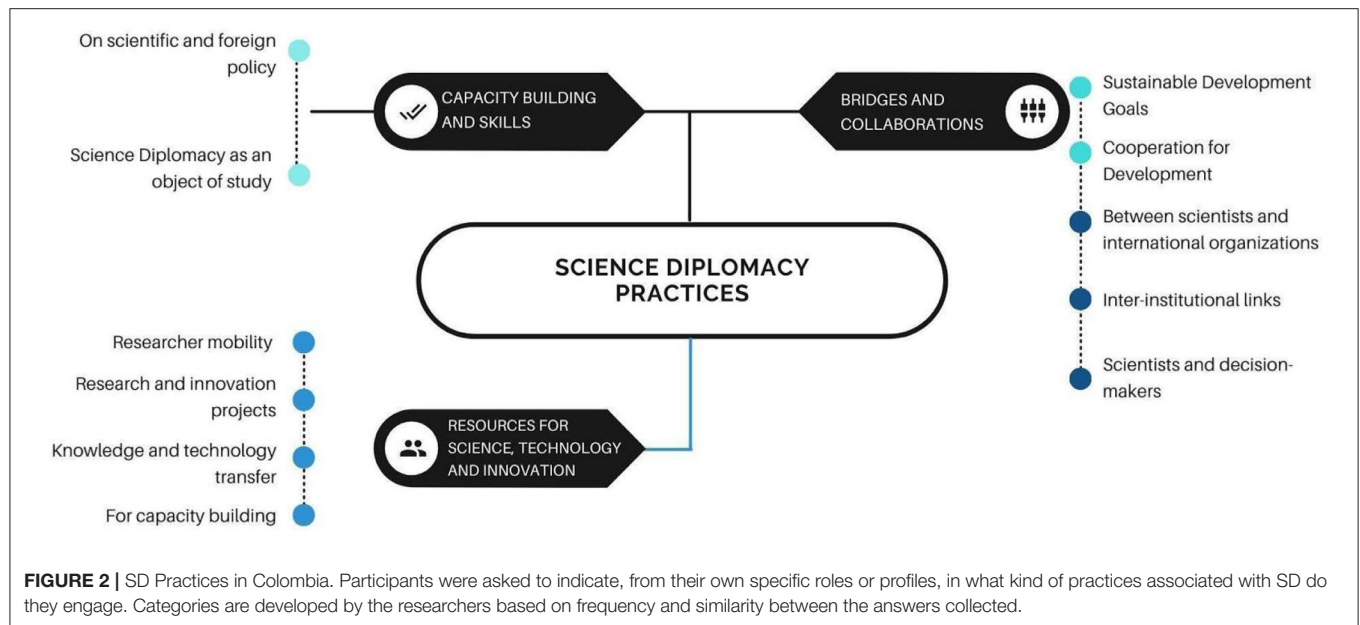 On scientific and foreign
policy
Science Diplomacy as an
object of study
CAPACITY BUILDING
AND SKILLS
BRIDGES AND
COLLABORATIONS
Sustainable Development
Goals
Cooperation for
Development
Between scientists and
international organizations
Inter-institutional links
Scientists and decision-
makers
SCIENCE DIPLOMACY
PRACTICES
Researcher mobility
Research and innovation
projects
Knowledge and technology
transfer
For capacity building
RESOURCES FOR
SCIENCE, TECHNOLOGY
AND INNOVATION
FIGURE 2 | SD Practices in Colombia. Participants were asked to indicate, from their own specific roles or profiles, in what kind of practices associated with SD do
they engage. Categories are developed by the researchers based on frequency and similarity between the answers collected.